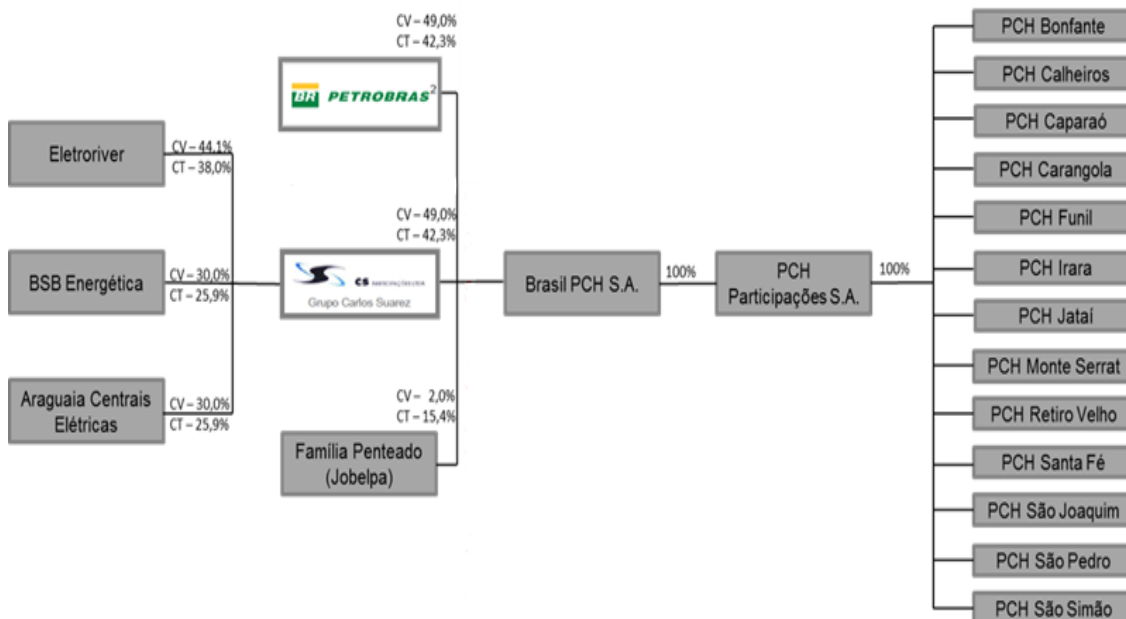 CV – 49,0%
CT – 42,3%
BR PETROBRAS²
Eletroriver
CV – 44,1%
CT – 38,0%
BSB Energética
CV – 30,0%
CT – 25,9%
Araguaia Centrais
Elétricas
CV – 30,0%
CT – 25,9%
CV – 49,0%
CT – 42,3%
CS PARTICIPAÇÕES LTDA
Grupo Carlos Suarez
CV – 2,0%
CT – 15,4%
Família Penteado
(Jobelpa)
Brasil PCH S.A.
100%
PCH
Participações S.A.
100%
PCH Bonfante
PCH Calheiros
PCH Caparaó
PCH Carangola
PCH Funil
PCH Irara
PCH Jataí
PCH Monte Serrat
PCH Retiro Velho
PCH Santa Fé
PCH São Joaquim
PCH São Pedro
PCH São Simão